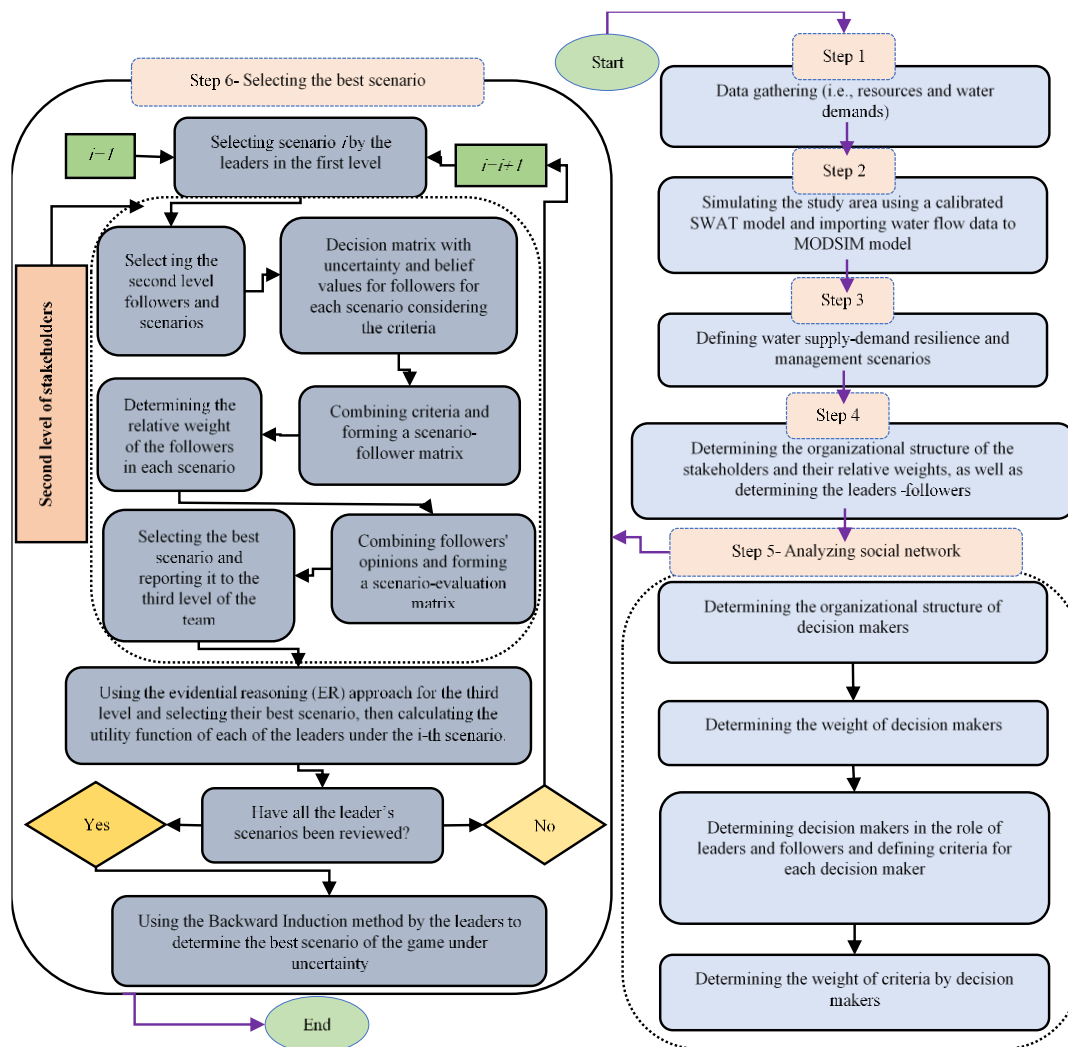 Start
Step 1
Data gathering (i.e., resources and water
demands)
Step 2
Simulating the study area using a calibrated
SWAT model and importing water flow data to
MODSIM model
Step 3
Defining water supply-demand resilience and
management scenarios
Step 4
Determining the organizational structure of the
stakeholders and their relative weights, as well as
determining the leaders -followers
Step 5- Analyzing social network
Determining the organizational structure of
decision makers
Determining the weight of decision makers
Determining decision makers in the role of
leaders and followers and defining criteria for
each decision maker
Determining the weight of criteria by decision
makers
Step 6- Selecting the best scenario
i=1
Selecting scenario i by the
leaders in the first level
i=i+1
Second level of stakeholders
Selecting the
second level
followers and
scenarios
Decision matrix with
uncertainty and belief
values for followers for
each scenario considering
the criteria
Determining the
relative weight
of the followers
in each scenario
Combining criteria and
forming a scenario-
follower matrix
Selecting the best
scenario and
reporting it to the
third level of the
team
Combining followers'
opinions and forming
a scenario-evaluation
matrix
Using the evidential reasoning (ER) approach for the third
level and selecting their best scenario, then calculating the
utility function of each of the leaders under the i-th scenario.
Yes
Have all the leader's
scenarios been reviewed?
No
Using the Backward Induction method by the leaders to
determine the best scenario of the game under
uncertainty
End